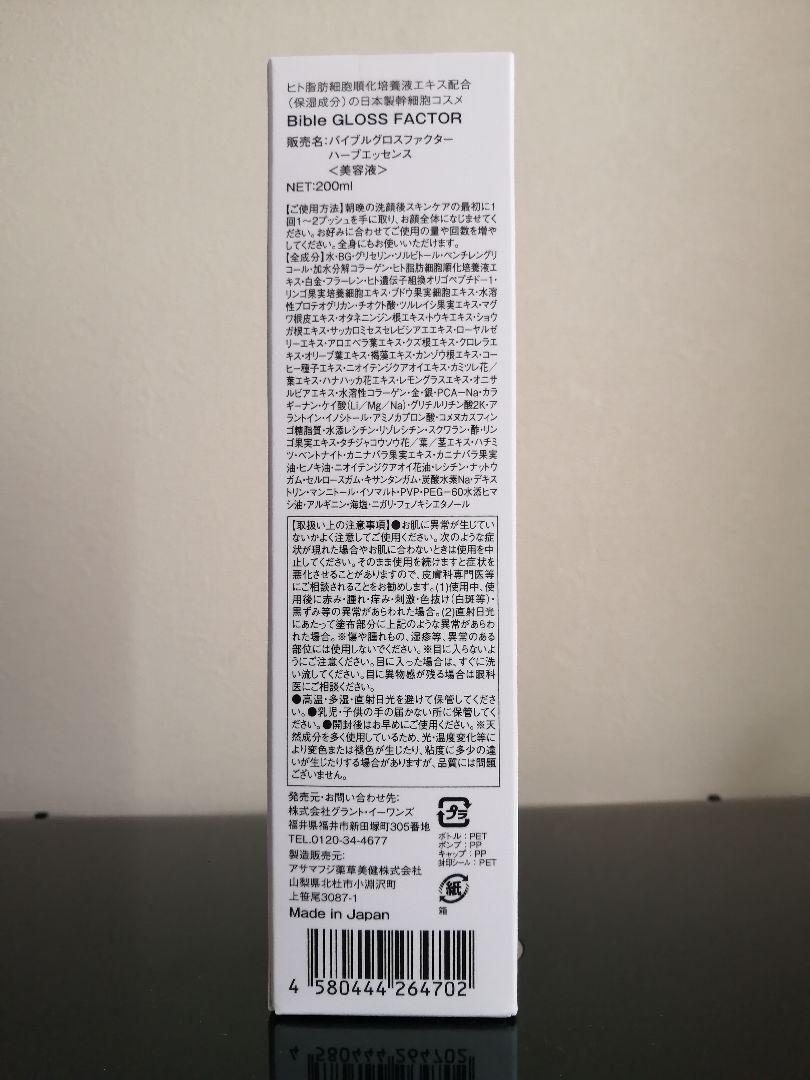 ヒト脂肪細胞順化培養液エキス配合
(保湿成分)の日本製幹細胞コスメ
Bible GLOSS FACTOR
販売名:バイブルグロスファクター
ハーブエッセンス
<美容液>
NET:200ml
【ご使用方法】朝晩の洗顔後スキンケアの最初に1
回1~2プッシュを手に取り、お顔全体になじませてく
ださい。お好みに合わせてご使用の量や回数を増や
してください。全身にもお使いいただけます。
【全成分】水・BG・グリセリン・ソルビトール・ペンチレングリ
コール・加水分解コラーゲン・ヒト脂肪細胞順化培養液エ
キス・白金・フラーレン・ヒト遺伝子組換オリゴペプチド-1・
リンゴ果実培養細胞エキス・ブドウ果実細胞エキス・水溶
性プロテオグリカン・チオクト酸・ツルレイシ果実エキス・マグ
ワ根皮エキス・オタネニンジン根エキス・トウキエキス・ショウ
ガ根エキス・サッカロミセスセレビシアエエキス・ローヤルゼ
リーエキス・アロエベラ葉エキス・クズ根エキス・クロレラエ
キス・オリーブ葉エキス・褐藻エキス・カンゾウ根エキス・コー
ヒー種子エキス・ニオイテンジクアオイエキス・カミツレ花/
葉エキス・ハナハッカ花エキス・レモングラスエキス・オニサ
ルビアエキス・水溶性コラーゲン・金・銀・PCA-Na・カラ
ギーナン・ケイ酸(Li/Mg/Na)・グリチルリチン酸2K・ア
ラントイン・イノシトール・アミノカプロン酸・コメヌカスフィン
ゴ糖脂質・水添レシチン・リゾレシチン・スクワラン・酢・リン
ゴ果実エキス・タチジャコウソウ花/葉/茎エキス・ハチミ
ツ・ベントナイト・カニナバラ果実エキス・カニナバラ果実
油・ヒノキ油・ニオイテンジクアオイ花油・レシチン・ナットウ
ガム・セルロースガム・キサンタンガム・炭酸水素Na・デキス
トリン・マンニトール・イソマルト・PVP・PEG-60水添ヒマ
シ油・アルギニン・海塩・ニガリ・フェノキシエタノール
【取扱い上の注意事項】●お肌に異常が生じてい
ないかよく注意してご使用ください。次のような症
状が現れた場合やお肌に合わないときは使用を中
止してください。そのまま使用を続けますと症状を
悪化させることがありますので、皮膚科専門医等
にご相談されることをお勧めします。(1)使用中、使
用後に赤み・腫れ・痒み・刺激・色抜け(白斑等)・
黒ずみ等の異常があらわれた場合。(2)直射日光
にあたって塗布部分に上記のような異常があらわ
れた場合。※傷や腫れもの、湿疹等、異常のある
部位には使用しないでください。※目に入らないよ
うにご注意ください。目に入った場合は、すぐに洗
い流してください。目に異物感が残る場合は眼科
医にご相談ください。
●高温・多湿・直射日光を避けて保管してくださ
い。●乳児・子供の手の届かない所に保管してく
ださい。●開封後はお早めにご使用ください。※天
然成分を多く使用しているため、光・温度変化等に
より変色または褪色が生じたり、粘度に多少の違
いが生じたりする場合がありますが、品質には問題
ございません。
発売元・お問い合わせ先:
株式会社グラント・イーワンズ
福井県福井市新田塚町305番地
TEL.0120-34-4677
製造販売元:
アサマフジ薬草美健株式会社
山梨県北杜市小淵沢町
上笹尾3087-1
Made in Japan
プラ
ボトル:PET
ポンプ:PP
キャップ:PP
封印シール:PET
紙
箱
4 580444 264702